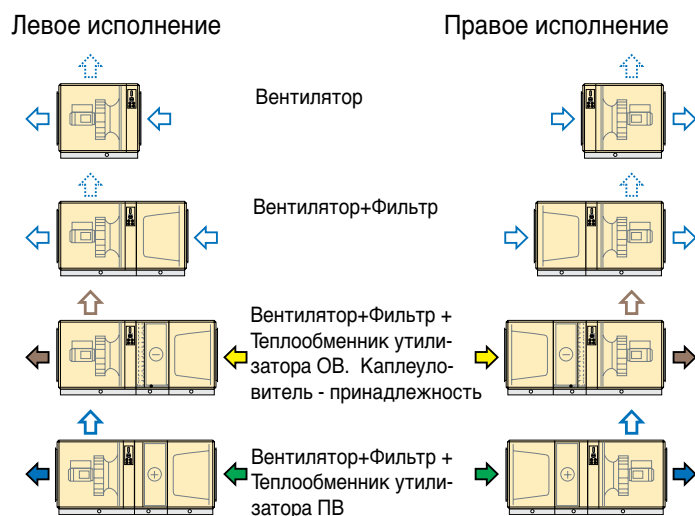 Левое исполнение
Правое исполнение
Вентилятор
Вентилятор+Фильтр
Вентилятор+Фильтр +
Теплообменник утили-
затора ОВ. Каплеуло-
витель - принадлежность
Вентилятор+Фильтр +
Теплообменник утили-
затора ПВ